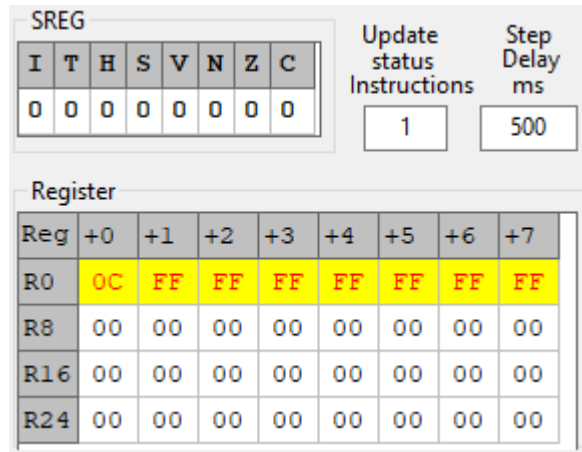 SREG
I T H S V N Z C
0 0 0 0 0 0 0 0
Update
status
Instructions
1
Step
Delay
ms
500
Register
Reg +0 +1 +2 +3 +4 +5 +6 +7
R0 0C FF FF FF FF FF FF FF
R8 00 00 00 00 00 00 00 00
R16 00 00 00 00 00 00 00 00
R24 00 00 00 00 00 00 00 00